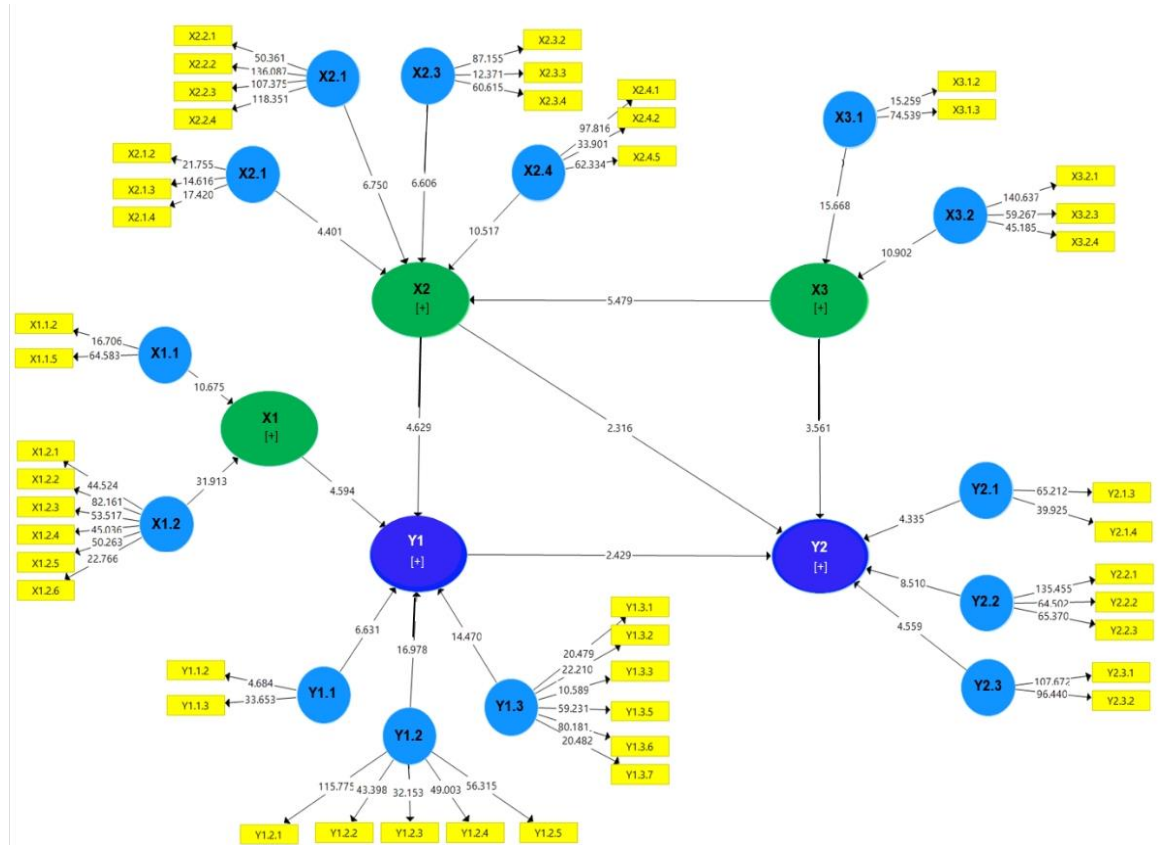 X2.2.1
X2.2.2
X2.2.3
X2.2.4
50.361
136.087
107.375
118.351
X2.1
X2.3
87.155
12.371
60.615
X2.3.2
X2.3.3
X2.3.4
X2.1.2
X2.1.3
X2.1.4
21.755
14.616
17.420
X2.1
X2.4
97.816
33.901
62.334
X2.4.1
X2.4.2
X2.4.5
X3.1
15.259
74.539
X3.1.2
X3.1.3
X3.2
140.637
59.267
45.185
X3.2.1
X3.2.3
X3.2.4
4.401
6.750
6.606
10.517
15.668
10.902
X2
[+]
5.479
X3
[+]
X1.1.2
X1.1.5
16.706
64.583
X1.1
10.675
X1
[+]
X1.2.1
X1.2.2
X1.2.3
X1.2.4
X1.2.5
X1.2.6
44.524
82.161
53.517
45.036
50.263
22.766
X1.2
31.913
4.594
4.629
2.316
3.561
Y1
[+]
2.429
Y2
[+]
4.335
8.510
4.559
Y2.1
65.212
39.925
Y2.1.3
Y2.1.4
Y2.2
135.455
64.502
65.370
Y2.2.1
Y2.2.2
Y2.2.3
Y2.3
107.672
96.440
Y2.3.1
Y2.3.2
6.631
16.978
14.470
Y1.1.2
Y1.1.3
4.684
33.653
Y1.1
Y1.2
Y1.3
20.479
22.210
10.589
59.231
80.181
20.482
Y1.3.1
Y1.3.2
Y1.3.3
Y1.3.5
Y1.3.6
Y1.3.7
115.775
43.398
32.153
49.003
56.315
Y1.2.1
Y1.2.2
Y1.2.3
Y1.2.4
Y1.2.5